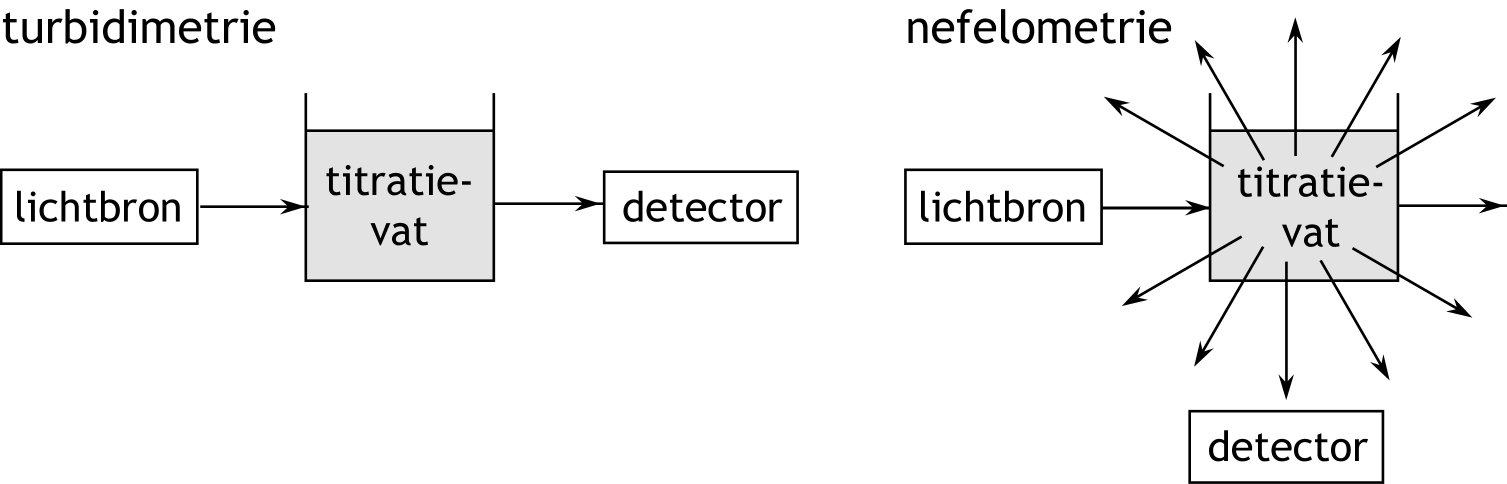 turbidimetrie
lichtbron
titratie-
vat
detector
nefelometrie
lichtbron
titratie-
vat
detector